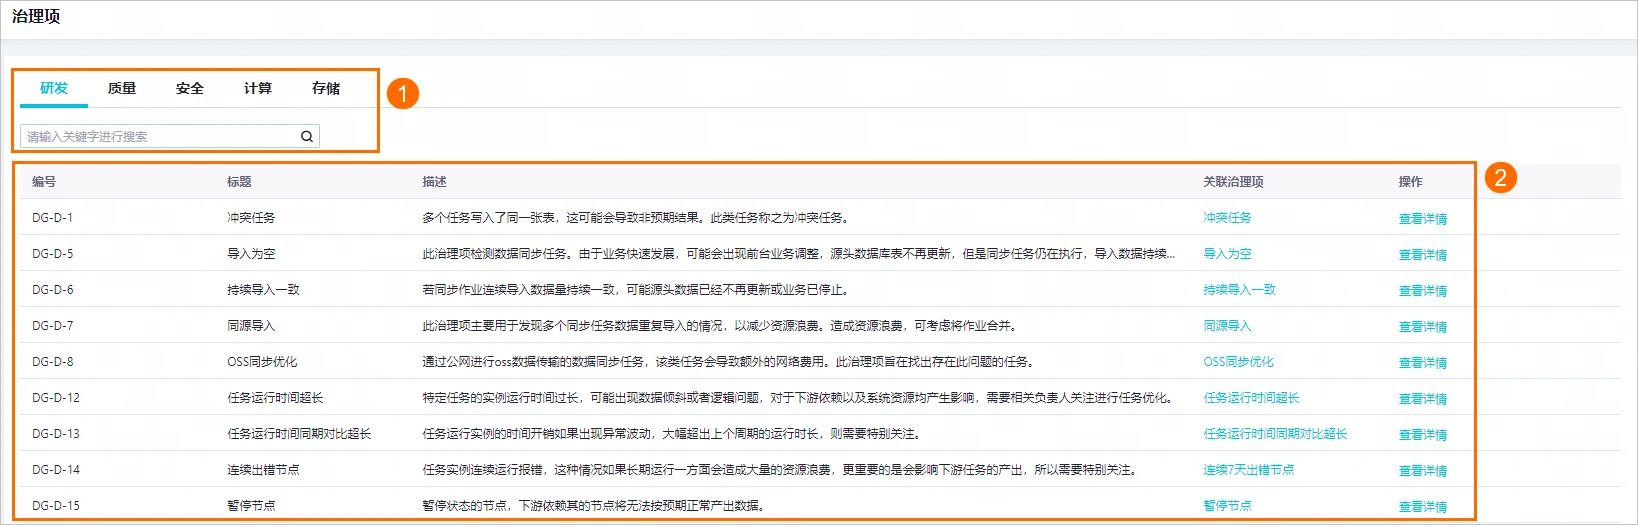 治理项
研发 质量 安全 计算 存储
1
请输入关键字进行搜索
2
编号 标题 描述 关联治理项 操作
DG-D-1 冲突任务 多个任务写入了同一张表，这可能会导致非预期结果。此类任务称之为冲突任务。 冲突任务 查看详情
DG-D-5 导入为空 此治理项检测数据同步任务。由于业务快速发展，可能会出现前台业务调整，源头数据库表不再更新，但是同步任务仍在执行，导入数据持续... 导入为空 查看详情
DG-D-6 持续导入一致 若同步作业连续导入数据量持续一致，可能源头数据已经不再更新或业务已停止。 持续导入一致 查看详情
DG-D-7 同源导入 此治理项主要用于发现多个同步任务数据重复导入的情况，以减少资源浪费。造成资源浪费，可考虑将作业合并。 同源导入 查看详情
DG-D-8 OSS同步优化 通过公网进行oss数据传输的数据同步任务，该类任务会导致额外的网络费用。此治理项旨在找出存在此问题的任务。 OSS同步优化 查看详情
DG-D-12 任务运行时间超长 特定任务的实例运行时间过长，可能出现数据倾斜或者逻辑问题，对于下游依赖以及系统资源均产生影响，需要相关负责人关注进行任务优化。 任务运行时间超长 查看详情
DG-D-13 任务运行时间同期对比超长 任务运行实例的时间开销如果出现异常波动，大幅超出上个周期的运行时长，则需要特别关注。 任务运行时间同期对比超长 查看详情
DG-D-14 连续出错节点 任务实例连续运行报错，这种情况如果长期运行一方面会造成大量的资源浪费，更重要的是会影响下游任务的产出，所以需要特别关注。 连续7天出错节点 查看详情
DG-D-15 暂停节点 暂停状态的节点，下游依赖其的节点将无法按预期正常产出数据。 暂停节点 查看详情